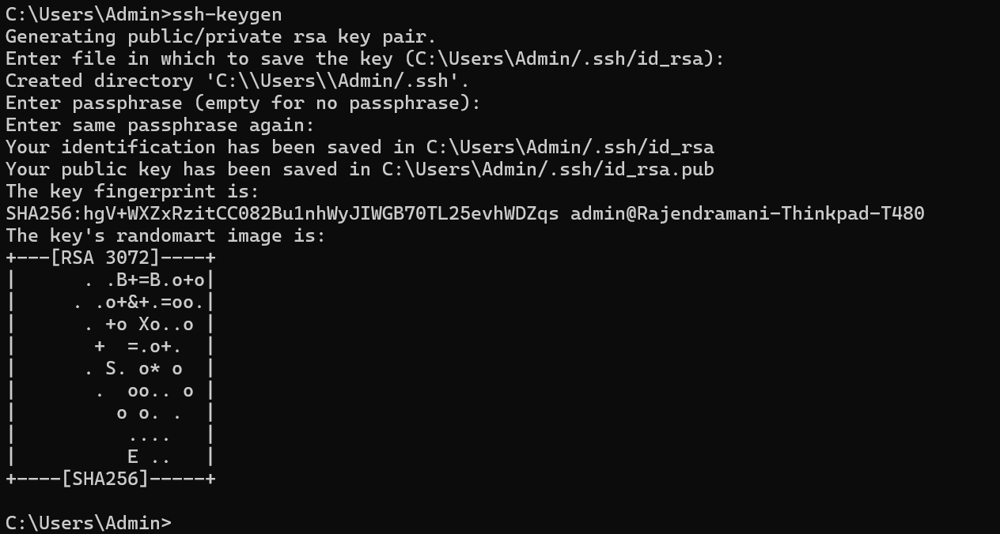 C:\Users\Admin>ssh-keygen
Generating public/private rsa key pair.
Enter file in which to save the key (C:\Users\Admin/.ssh/id_rsa):
Created directory 'C:\\Users\\Admin/.ssh'.
Enter passphrase (empty for no passphrase):
Enter same passphrase again:
Your identification has been saved in C:\Users\Admin/.ssh/id_rsa
Your public key has been saved in C:\Users\Admin/.ssh/id_rsa.pub
The key fingerprint is:
SHA256:hgV+WXZxRzitCC082Bu1nhWyJIWGB70TL25evhWDZqs admin@Rajendramani-Thinkpad-T480
The key's randomart image is:
+---[RSA 3072]----+
|      . .B+=B.o+o|
|     . .o+&+.=oo.|
|      . +o Xo..o |
|       +  =.o+.  |
|      . S. o* o  |
|       .  oo.. o |
|         o o. .  |
|          ....   |
|          E ..   |
+----[SHA256]-----+
C:\Users\Admin>